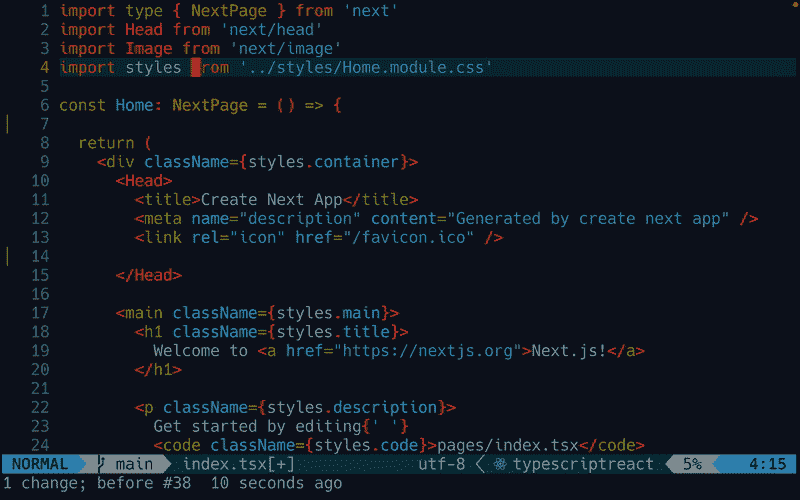 1 import type { NextPage } from 'next'
2 import Head from 'next/head'
3 import Image from 'next/image'
4 import styles from '../styles/Home.module.css'
5
6 const Home: NextPage = () => {
7
8   return (
9     <div className={styles.container}>
10       <Head>
11         <title>Create Next App</title>
12         <meta name="description" content="Generated by create next app" />
13         <link rel="icon" href="/favicon.ico" />
14
15       </Head>
16
17       <main className={styles.main}>
18         <h1 className={styles.title}>
19           Welcome to <a href="https://nextjs.org">Next.js!</a>
20         </h1>
21
22         <p className={styles.description}>
23           Get started by editing{' '}
24           <code className={styles.code}>pages/index.tsx</code>
NORMAL main index.tsx[+] utf-8 typescriptreact 5% 4:15
1 change; before #38  10 seconds ago